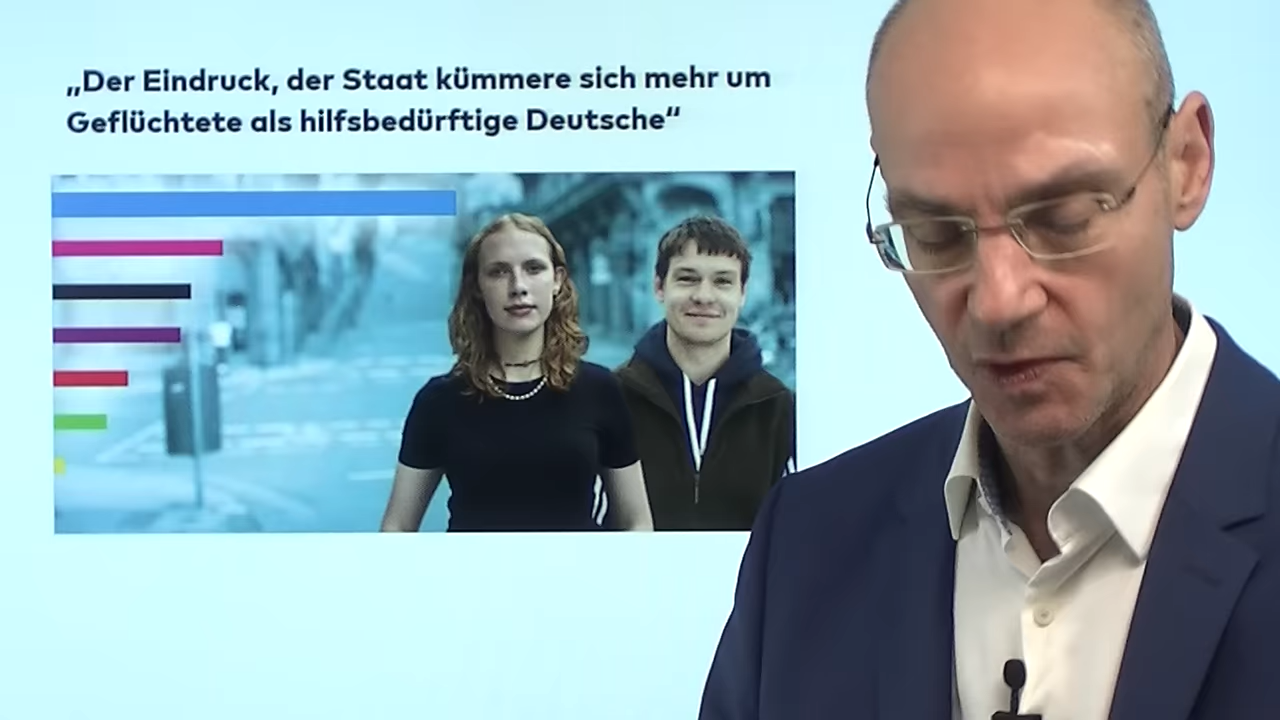 „Der Eindruck, der Staat kümmere sich mehr um
Geflüchtete als hilfsbedürftige Deutsche“